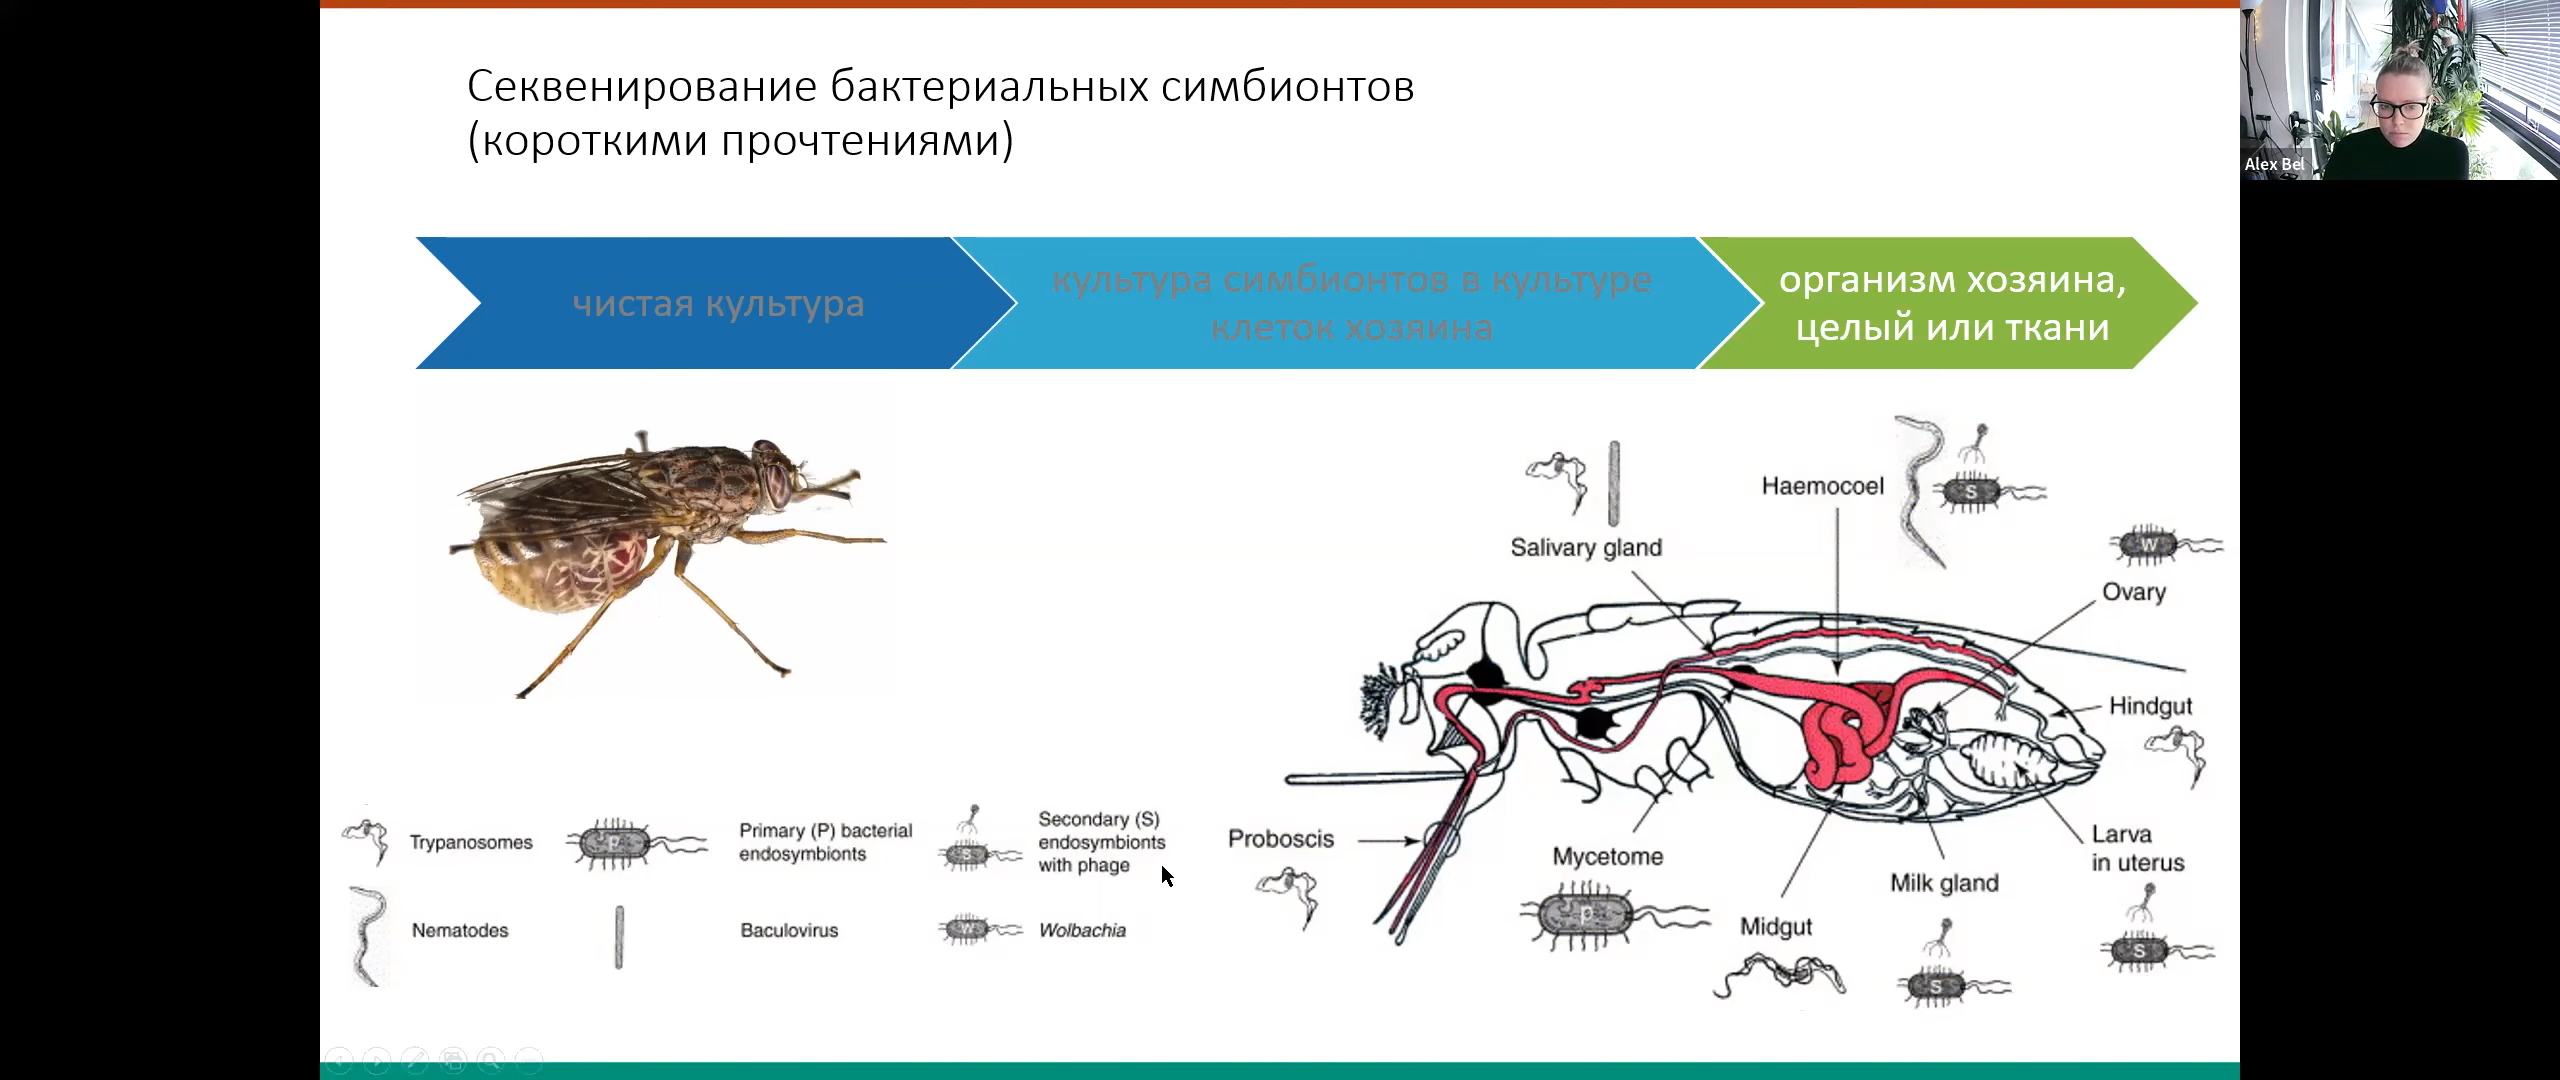 Секвенирование бактериальных симбионтов
(короткими прочтениями)
Alex Bel
чистая культура
культура симбионтов в культуре
клеток хозяина
организм хозяина,
целый или ткани
Salivary gland
Haemocoel
S
W
Ovary
Hindgut
Larva
in uterus
S
Milk gland
S
Midgut
Mycetome
P
Proboscis
Trypanosomes
P
Primary (P) bacterial
endosymbionts
S
Secondary (S)
endosymbionts
with phage
Nematodes
Baculovirus
W
Wolbachia